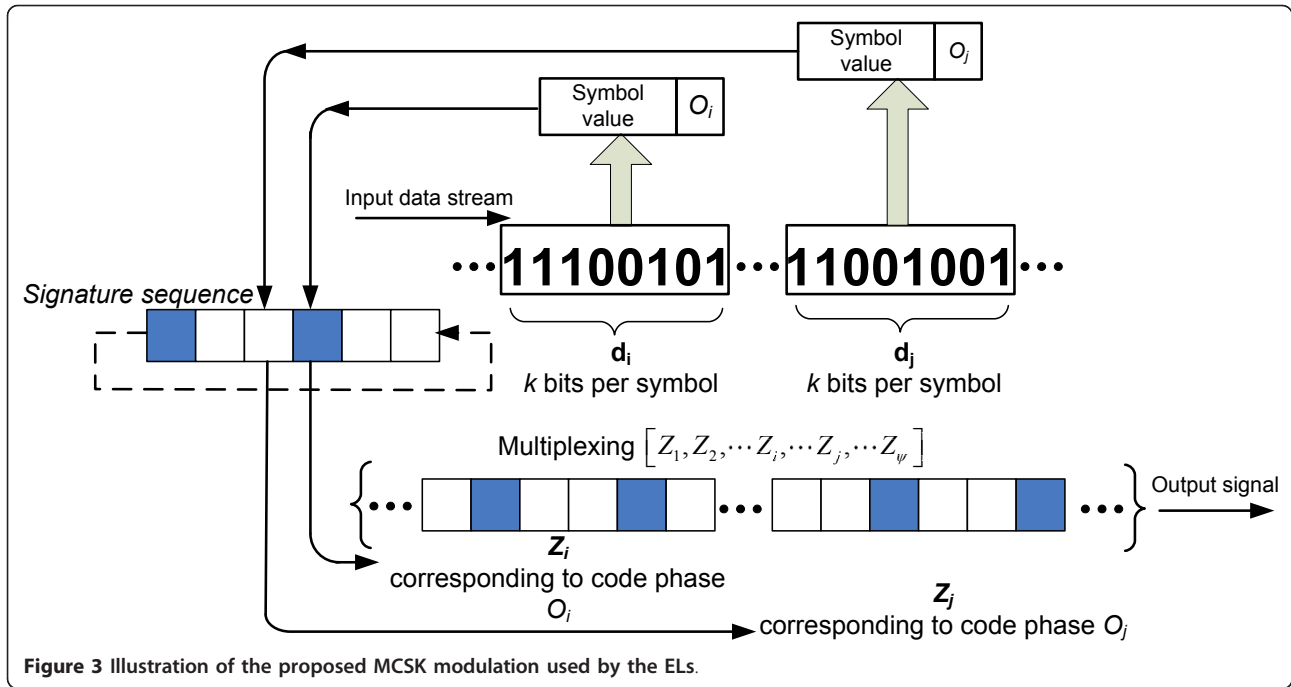 Symbol value O_j
Symbol value O_i
Input data stream
•••11100101•••11001001•••
Signature sequence
d_i
k bits per symbol
d_j
k bits per symbol
Multiplexing [Z_1, Z_2, ⋯ Z_i, ⋯ Z_j, ⋯ Z_ψ]
{••• ••• •••}
Output signal
Z_i
corresponding to code phase
O_i
Z_j
corresponding to code phase O_j
Figure 3 Illustration of the proposed MCSK modulation used by the ELs.